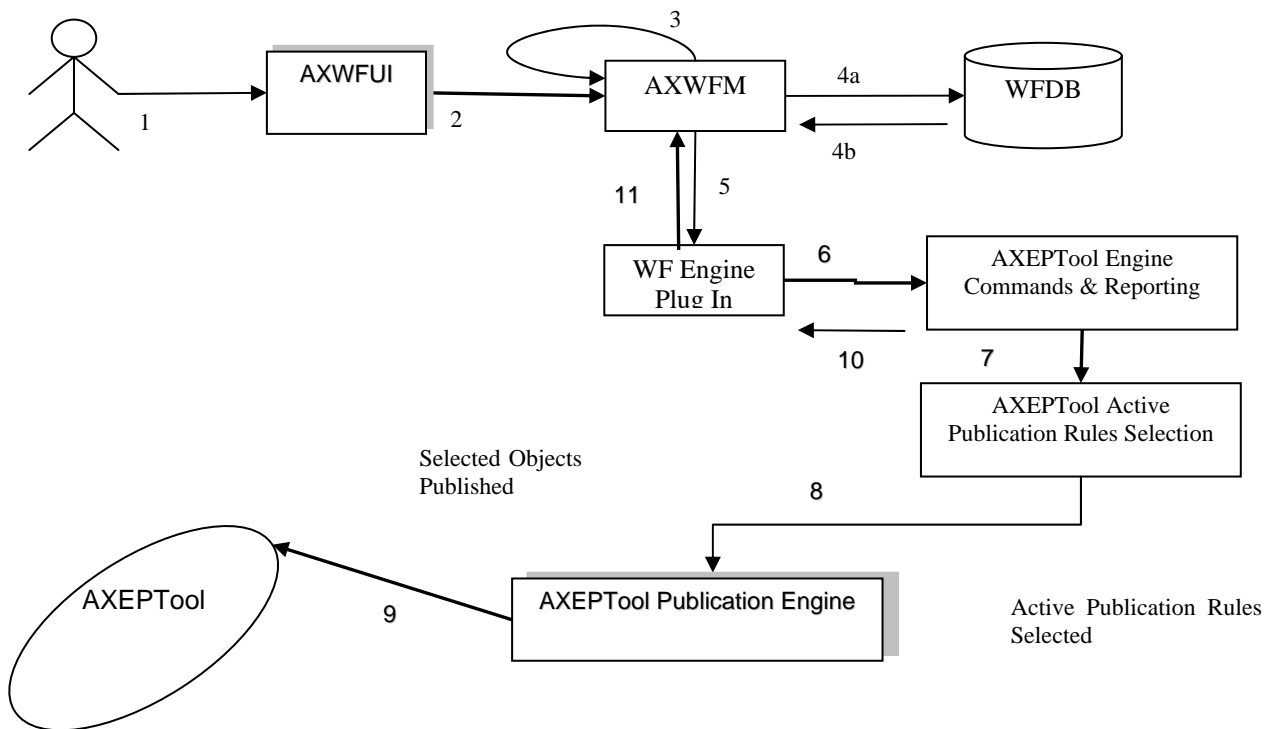 3
AXWFUI
AXWFM
4a
WFDB
1
2
4b
11
5
WF Engine
Plug In
6
AXEPTool Engine
Commands & Reporting
10
7
AXEPTool Active
Publication Rules Selection
Selected Objects
Published
8
AXEPTool
9
AXEPTool Publication Engine
Active Publication Rules
Selected